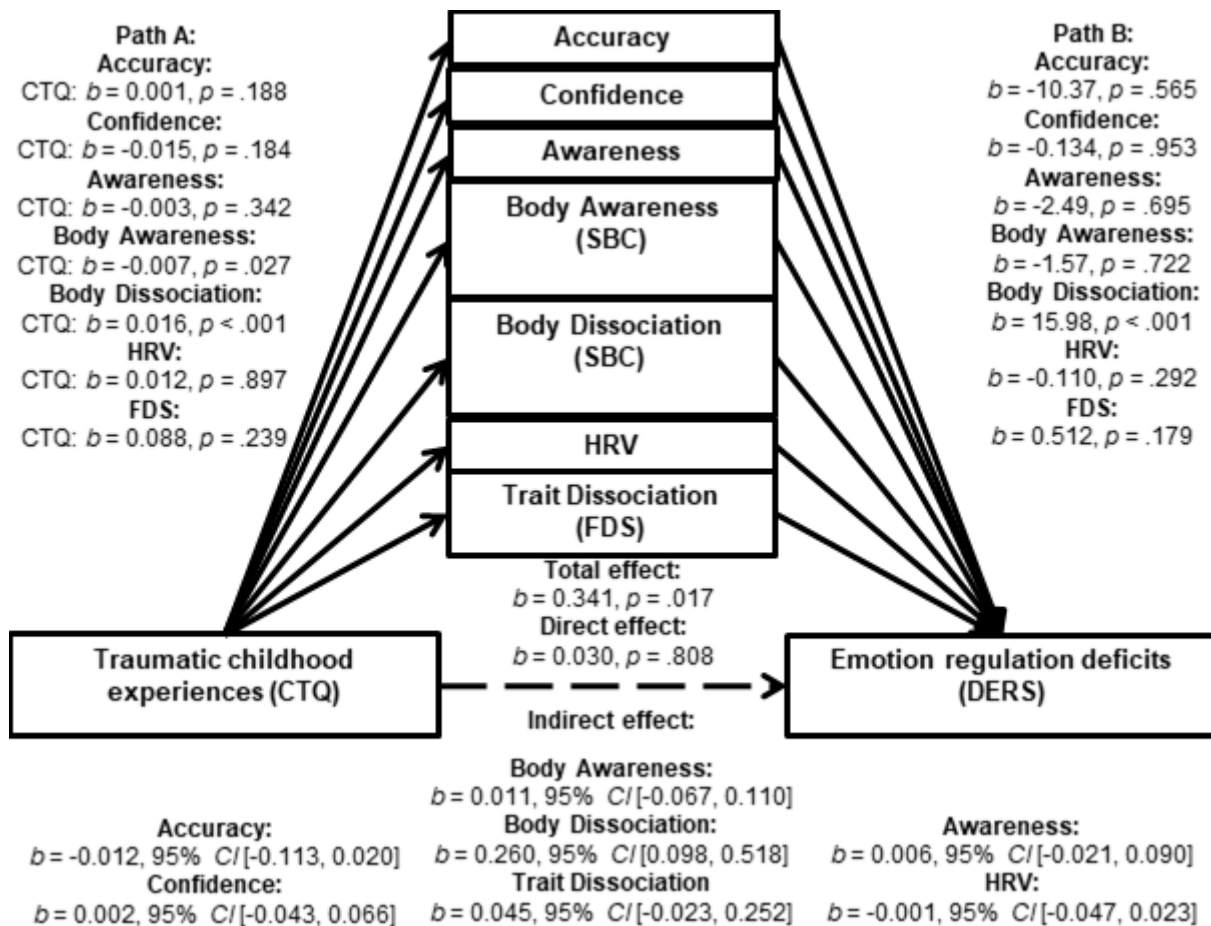 Path A:
Accuracy:
CTQ: b = 0.001, p = .188
Confidence:
CTQ: b = -0.015, p = .184
Awareness:
CTQ: b = -0.003, p = .342
Body Awareness:
CTQ: b = -0.007, p = .027
Body Dissociation:
CTQ: b = 0.016, p < .001
HRV:
CTQ: b = 0.012, p = .897
FDS:
CTQ: b = 0.088, p = .239
Accuracy
Confidence
Awareness
Body Awareness
(SBC)
Body Dissociation
(SBC)
HRV
Trait Dissociation
(FDS)
Path B:
Accuracy:
b = -10.37, p = .565
Confidence:
b = -0.134, p = .953
Awareness:
b = -2.49, p = .695
Body Awareness:
b = -1.57, p = .722
Body Dissociation:
b = 15.98, p < .001
HRV:
b = -0.110, p = .292
FDS:
b = 0.512, p = .179
Total effect:
b = 0.341, p = .017
Direct effect:
b = 0.030, p = .808
Traumatic childhood
experiences (CTQ)
Emotion regulation deficits
(DERS)
Indirect effect:
Accuracy:
b = -0.012, 95% CI [-0.113, 0.020]
Confidence:
b = 0.002, 95% CI [-0.043, 0.066]
Body Awareness:
b = 0.011, 95% CI [-0.067, 0.110]
Body Dissociation:
b = 0.260, 95% CI [0.098, 0.518]
Trait Dissociation
b = 0.045, 95% CI [-0.023, 0.252]
Awareness:
b = 0.006, 95% CI [-0.021, 0.090]
HRV:
b = -0.001, 95% CI [-0.047, 0.023]